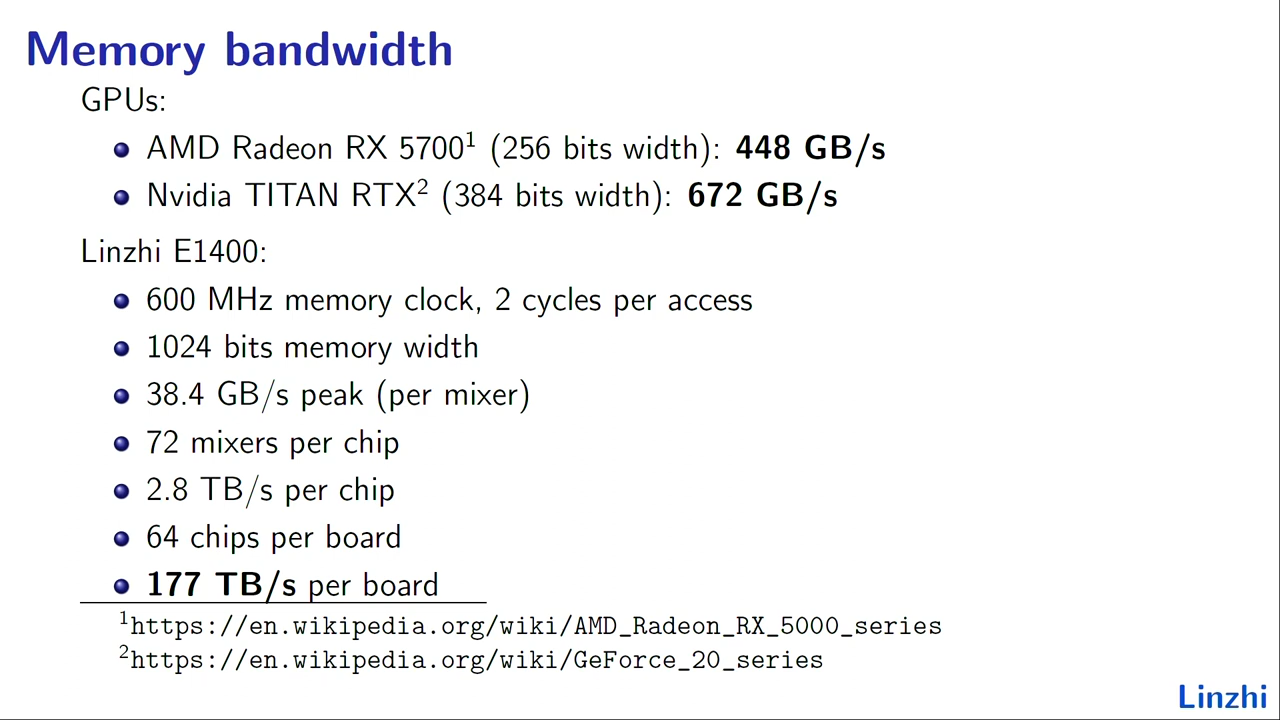 Memory bandwidth
GPUs:
AMD Radeon RX 5700¹ (256 bits width): 448 GB/s
Nvidia TITAN RTX² (384 bits width): 672 GB/s
Linzhi E1400:
600 MHz memory clock, 2 cycles per access
1024 bits memory width
38.4 GB/s peak (per mixer)
72 mixers per chip
2.8 TB/s per chip
64 chips per board
177 TB/s per board
¹https://en.wikipedia.org/wiki/AMD_Radeon_RX_5000_series
²https://en.wikipedia.org/wiki/GeForce_20_series
Linzhi